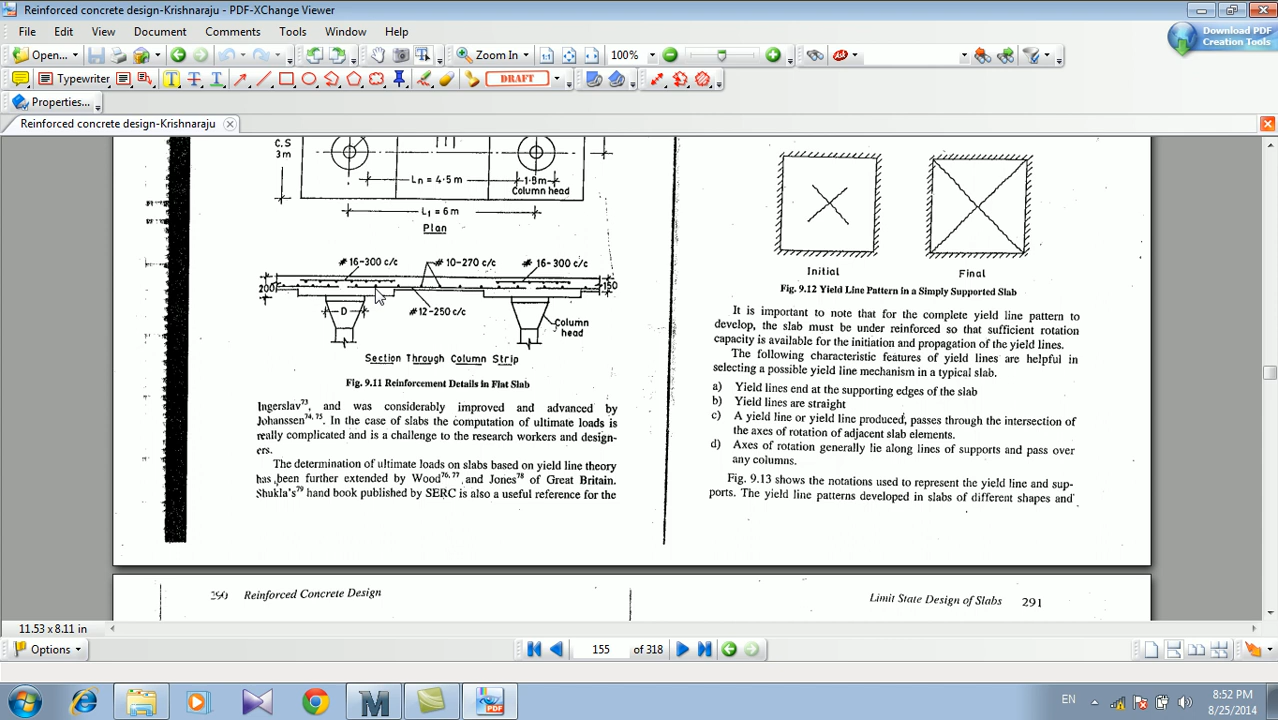 Reinforced concrete design-Krishnaraju - PDF-XChange Viewer
File Edit View Document Comments Tools Window Help
Download PDF
Creation Tools
Open... Zoom In 100%
Typewriter DRAFT
Properties...
Reinforced concrete design-Krishnaraju
C.S
3m
Ln = 4·5m
1·8m
Column head
L1 = 6m
Plan
# 16-300 c/c
# 10-270 c/c
# 16-300 c/c
200
150
D
# 12-250 c/c
Column
head
Section Through Column Strip
Fig. 9.11 Reinforcement Details in Flat Slab
Ingerslav73, and was considerably improved and advanced by
Johanssen74,75. In the case of slabs the computation of ultimate loads is
really complicated and is a challenge to the research workers and design-
ers.
The determination of ultimate loads on slabs based on yield line theory
has been further extended by Wood76,77 and Jones78 of Great Britain.
Shukla's79 hand book published by SERC is also a useful reference for the
Initial
Final
Fig. 9.12 Yield Line Pattern in a Simply Supported Slab
It is important to note that for the complete yield line pattern to
develop, the slab must be under reinforced so that sufficient rotation
capacity is available for the initiation and propagation of the yield lines.
The following characteristic features of yield lines are helpful in
selecting a possible yield line mechanism in a typical slab.
a) Yield lines end at the supporting edges of the slab
b) Yield lines are straight
c) A yield line or yield line produced, passes through the intersection of
the axes of rotation of adjacent slab elements.
d) Axes of rotation generally lie along lines of supports and pass over
any columns.
Fig. 9.13 shows the notations used to represent the yield line and sup-
ports. The yield line patterns developed in slabs of different shapes and
290 Reinforced Concrete Design
Limit State Design of Slabs 291
11.53 x 8.11 in
Options 155 of 318
EN
8:52 PM
8/25/2014